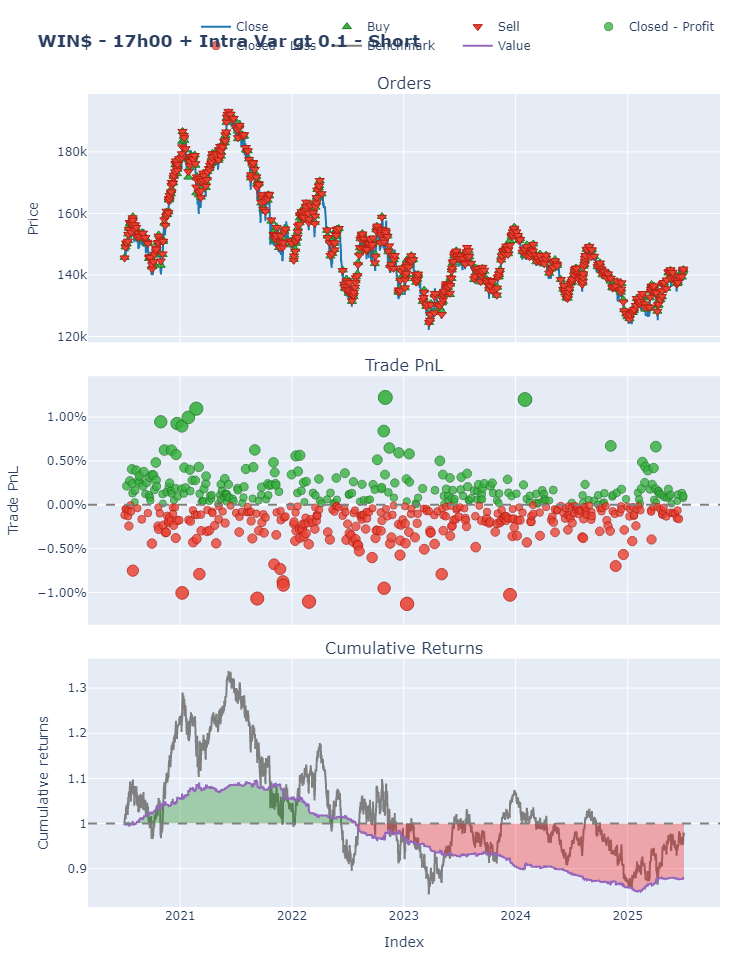 Close Buy Sell Closed - Profit
WIN$ - 17h00 + Intra Var gt 0.1 - Short
Closed - Loss Benchmark Value
Orders
180k
160k
140k
120k
Price
Trade PnL
1.00%
0.50%
0.00%
−0.50%
−1.00%
Trade PnL
Cumulative Returns
1.3
1.2
1.1
1
0.9
Cumulative returns
2021 2022 2023 2024 2025
Index